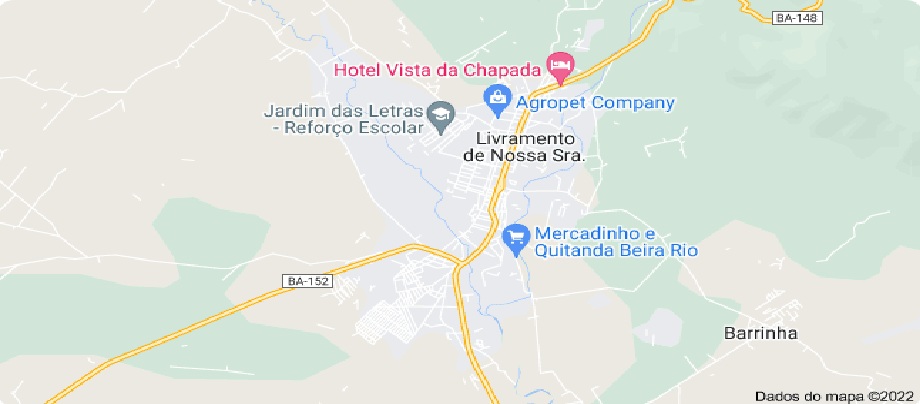 BA-148
Hotel Vista da Chapada
Agropet Company
Jardim das Letras
- Reforço Escolar
Livramento
de Nossa Sra.
Mercadinho e
Quitanda Beira Rio
BA-152
Barrinha
Dados do mapa ©2022